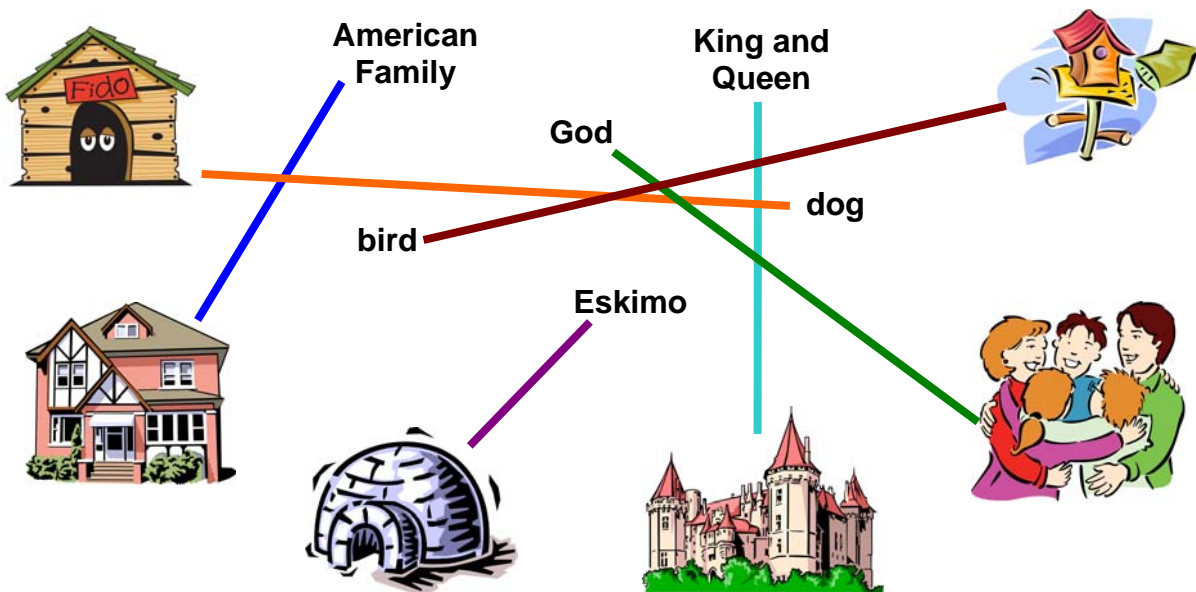 American
Family
King and
Queen
Fido
God
dog
bird
Eskimo